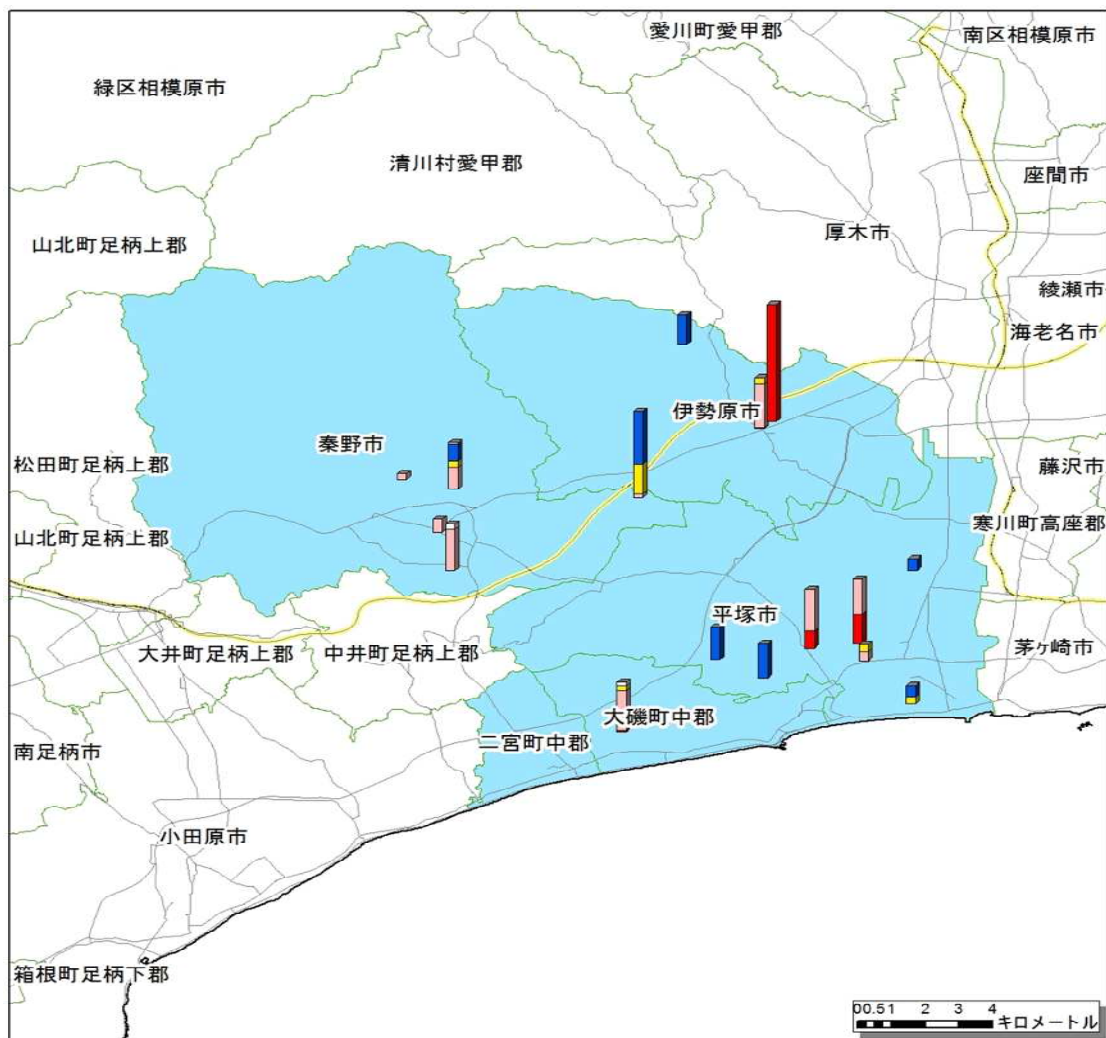 愛川町愛甲郡
南区相模原市
緑区相模原市
清川村愛甲郡
座間市
山北町足柄上郡
厚木市
綾瀬市
海老名市
伊勢原市
秦野市
松田町足柄上郡
藤沢市
寒川町高座郡
山北町足柄上郡
平塚市
大井町足柄上郡
中井町足柄上郡
茅ヶ崎市
大磯町中郡
二宮町中郡
南足柄市
小田原市
箱根町足柄下郡
00.51 2 3 4
キロメートル